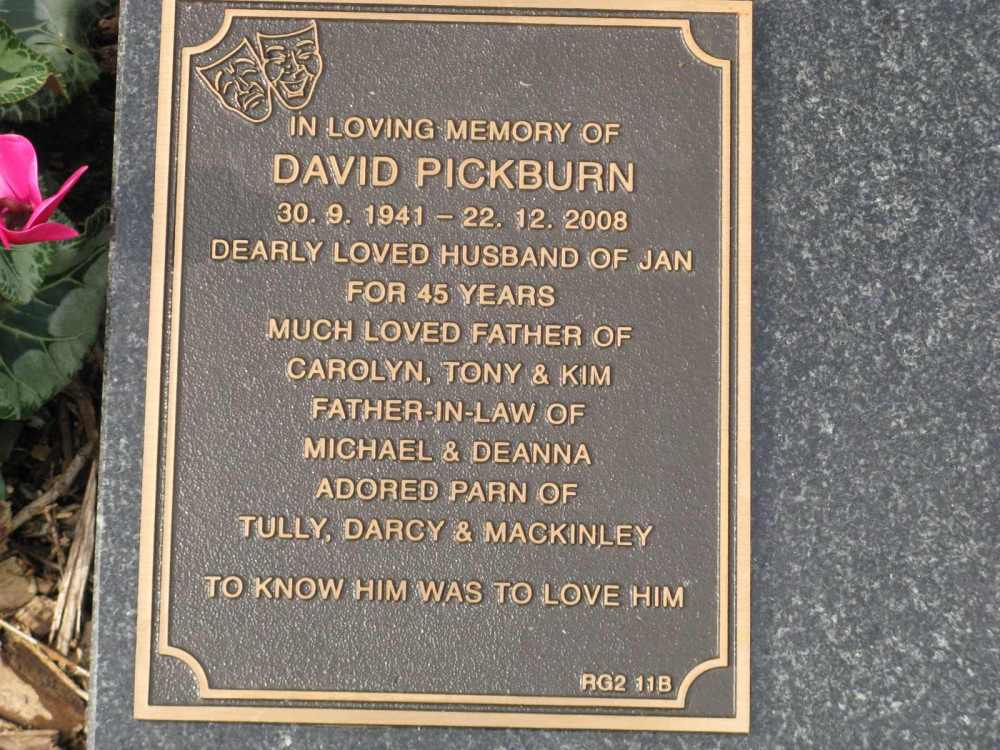 IN LOVING MEMORY OF
DAVID PICKBURN
30. 9. 1941 – 22. 12. 2008
DEARLY LOVED HUSBAND OF JAN
FOR 45 YEARS
MUCH LOVED FATHER OF
CAROLYN, TONY & KIM
FATHER-IN-LAW OF
MICHAEL & DEANNA
ADORED PARN OF
TULLY, DARCY & MACKINLEY
TO KNOW HIM WAS TO LOVE HIM
RG2 11B